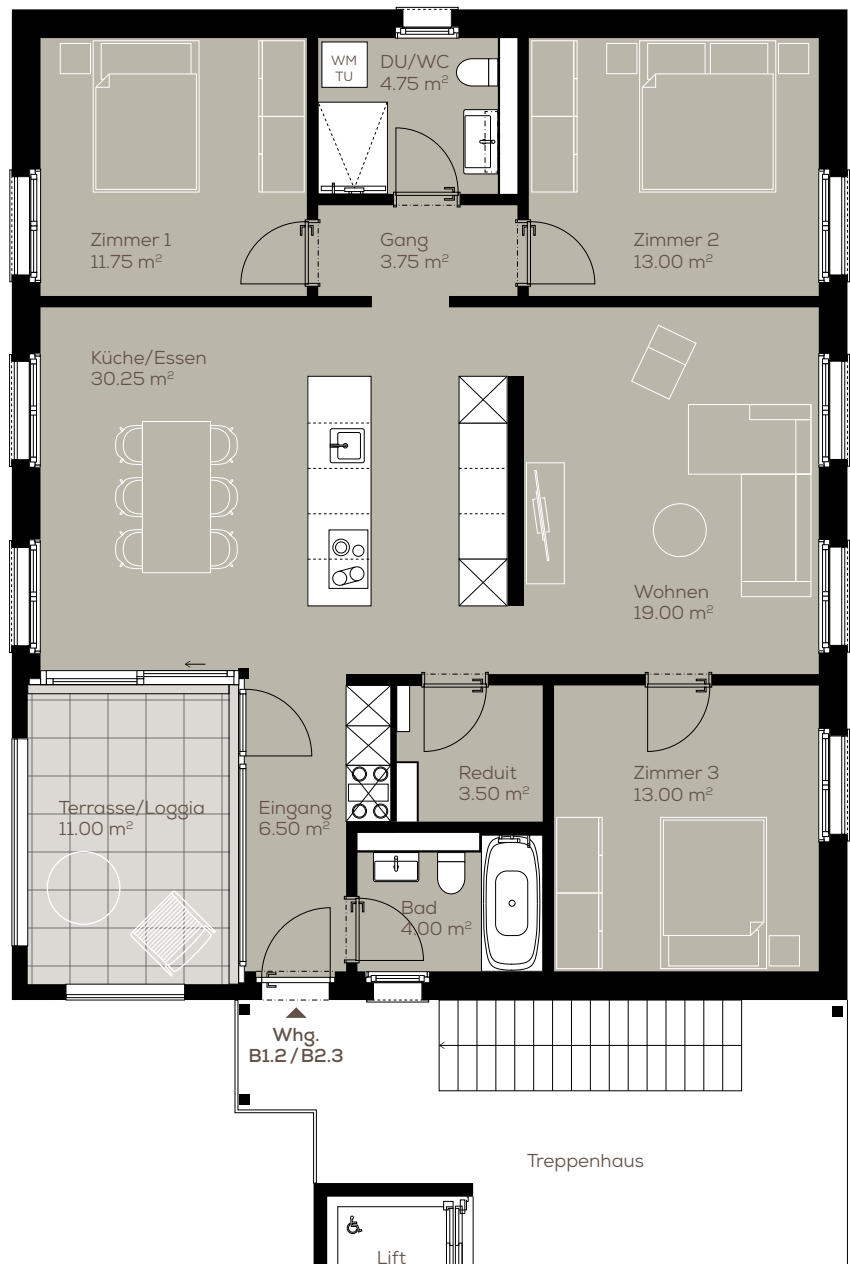 WM
TU
DU/WC
4.75 m²
Zimmer 1
11.75 m²
Gang
3.75 m²
Zimmer 2
13.00 m²
Küche/Essen
30.25 m²
Wohnen
19.00 m²
Terrasse/Loggia
11.00 m²
Eingang
6.50 m²
Reduit
3.50 m²
Zimmer 3
13.00 m²
Bad
4.00 m²
Whg.
B1.2 / B2.3
Treppenhaus
Lift